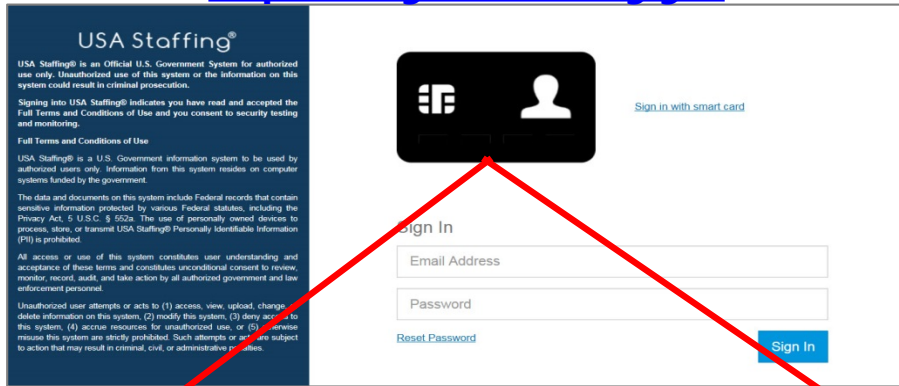 USA Staffing®
USA Staffing® is an Official U.S. Government System for authorized
use only. Unauthorized use of this system or the information on this
system could result in criminal prosecution.
Signing into USA Staffing® indicates you have read and accepted the
Full Terms and Conditions of Use and you consent to security testing
and monitoring.
Full Terms and Conditions of Use
USA Staffing® is a U.S. Government information system to be used by
authorized users only. Information from this system resides on computer
systems funded by the government.
The data and documents on this system include Federal records that contain
sensitive information protected by various Federal statutes, including the
Privacy Act, 5 U.S.C. § 552a. The use of personally owned devices to
process, store, or transmit USA Staffing® Personally Identifiable Information
(PII) is prohibited.
All access or use of this system constitutes user understanding and
acceptance of these terms and constitutes unconditional consent to review,
monitor, record, audit, and take action by all authorized government and law
enforcement personnel.
Unauthorized user attempts or acts to (1) access, view, upload, change,
delete information on this system, (2) modify this system, (3) deny access to
this system, (4) accrue resources for unauthorized use, or (5) otherwise
misuse this system are strictly prohibited. Such attempts or acts are subject
to action that may result in criminal, civil, or administrative penalties.
Sign in with smart card
Sign In
Email Address
Password
Reset Password
Sign In